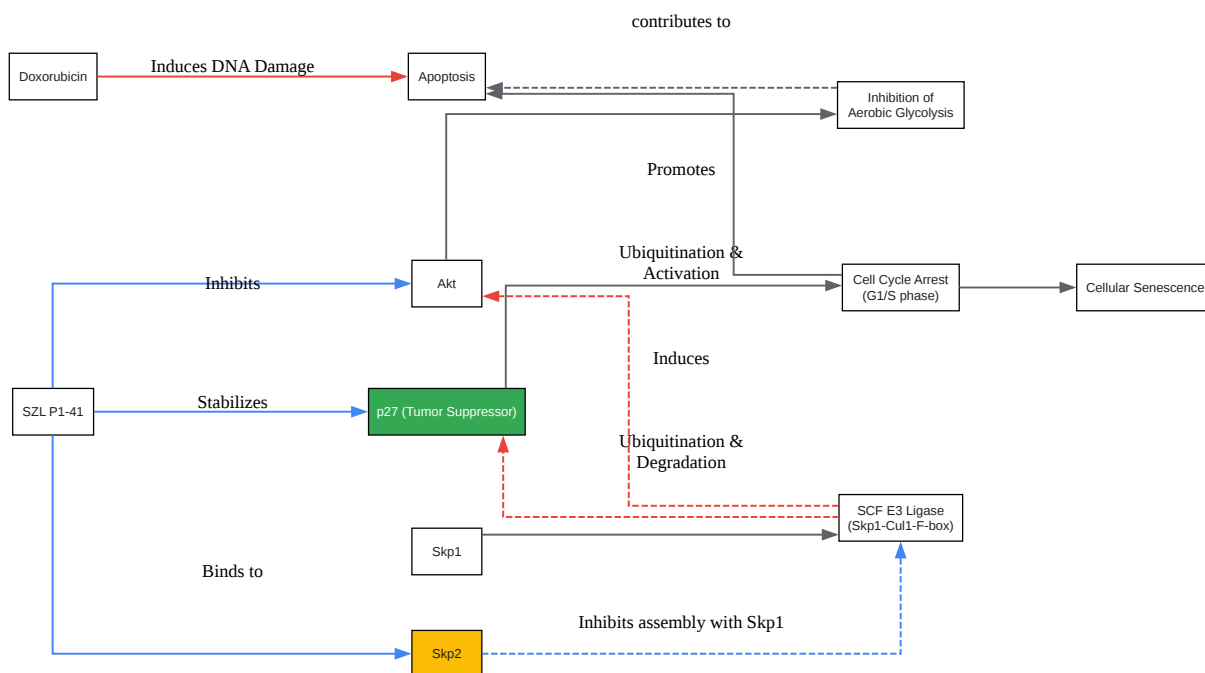 contributes to
Doxorubicin
Induces DNA Damage
Apoptosis
Inhibition of
Aerobic Glycolysis
Promotes
Ubiquitination &
Activation
Inhibits
Akt
Cell Cycle Arrest
(G1/S phase)
Cellular Senescence
Induces
SZL P1-41
Stabilizes
p27 (Tumor Suppressor)
Ubiquitination &
Degradation
SCF E3 Ligase
(Skp1-Cul1-F-box)
Skp1
Binds to
Inhibits assembly with Skp1
Skp2